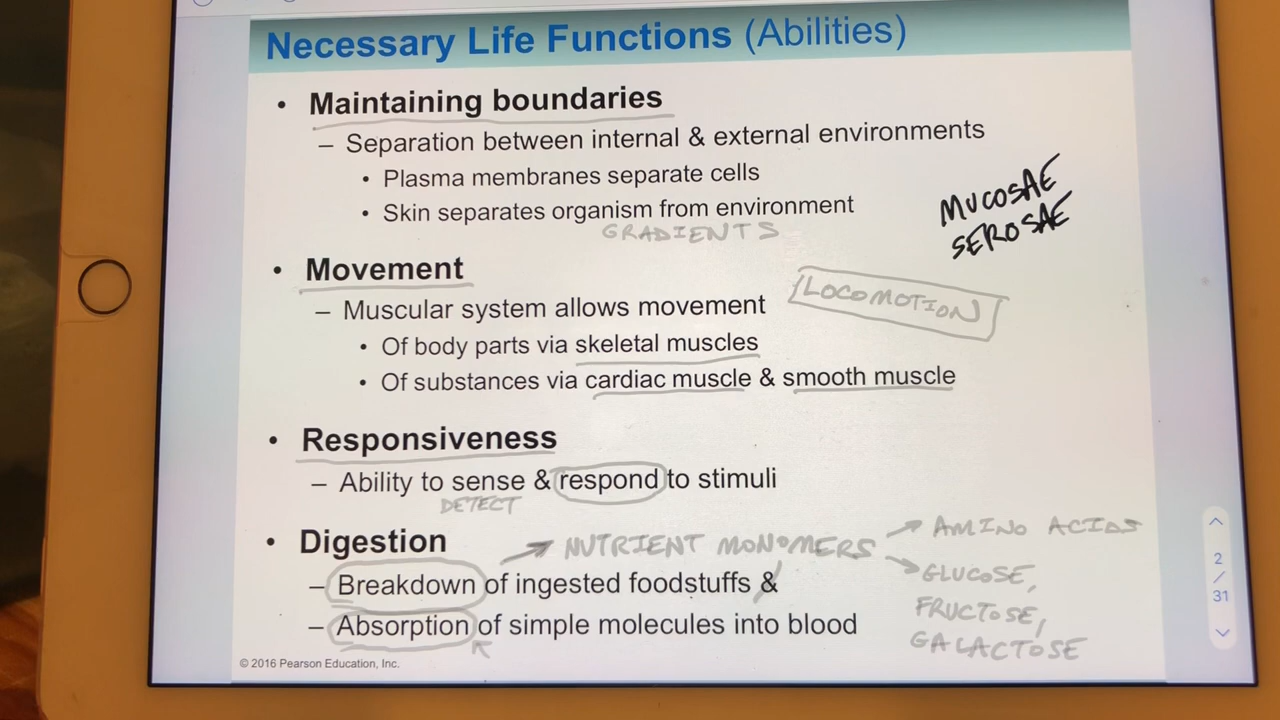 Necessary Life Functions (Abilities)
• Maintaining boundaries
– Separation between internal & external environments
• Plasma membranes separate cells
• Skin separates organism from environment
GRADIENTS
MUCOSAE
SEROSAE
• Movement
LOCOMOTION
– Muscular system allows movement
• Of body parts via skeletal muscles
• Of substances via cardiac muscle & smooth muscle
• Responsiveness
– Ability to sense & respond to stimuli
DETECT
• Digestion
→ NUTRIENT MONOMERS
→ AMINO ACIDS
→ GLUCOSE,
FRUCTOSE,
GALACTOSE
– Breakdown of ingested foodstuffs &
– Absorption of simple molecules into blood
© 2016 Pearson Education, Inc.
2
/
31